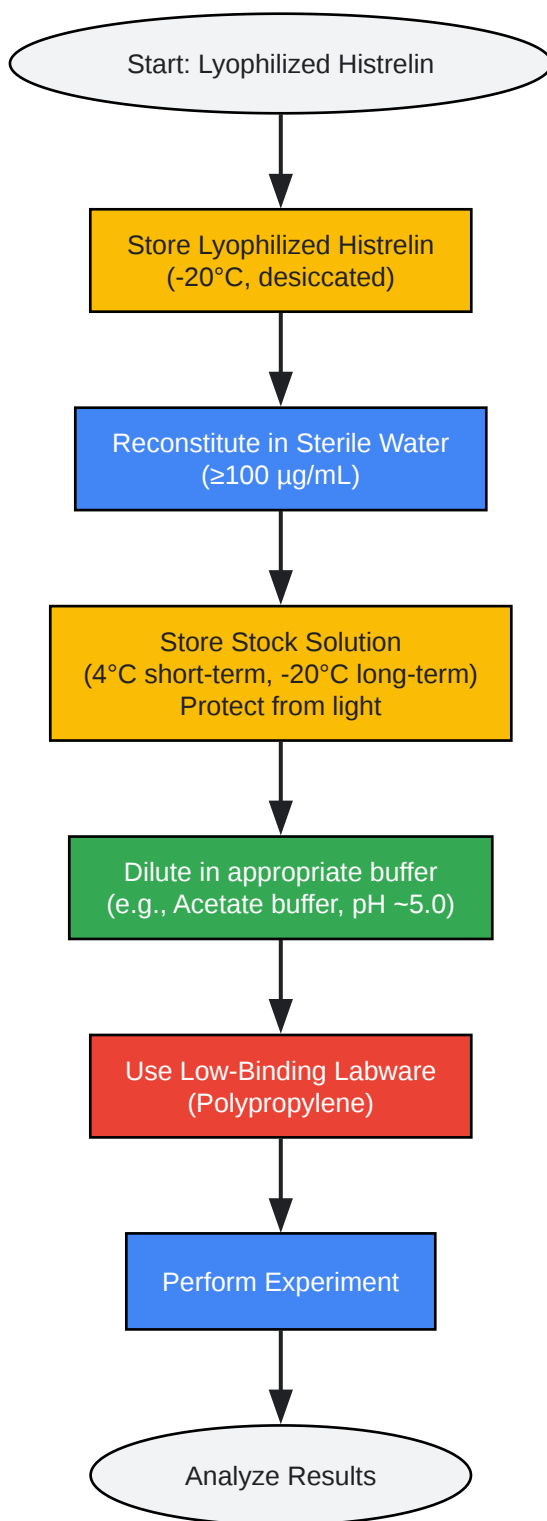 Start: Lyophilized Histrelin
Store Lyophilized Histrelin
(-20°C, desiccated)
Reconstitute in Sterile Water
(≥100 µg/mL)
Store Stock Solution
(4°C short-term, -20°C long-term)
Protect from light
Dilute in appropriate buffer
(e.g., Acetate buffer, pH ~5.0)
Use Low-Binding Labware
(Polypropylene)
Perform Experiment
Analyze Results